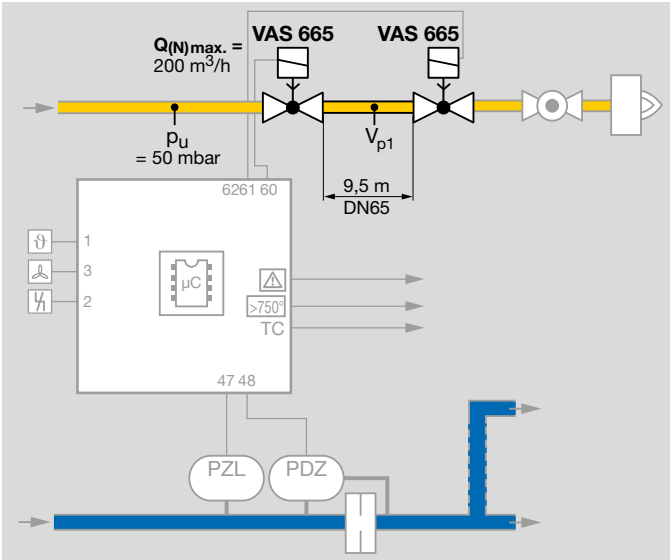 VAS 665
VAS 665
Q(N)max. =
200 m³/h
pu
= 50 mbar
Vp1
6261 60
9,5 m
DN65
ϑ
1
3
2
µC
>750°
TC
47 48
PZL
PDZ